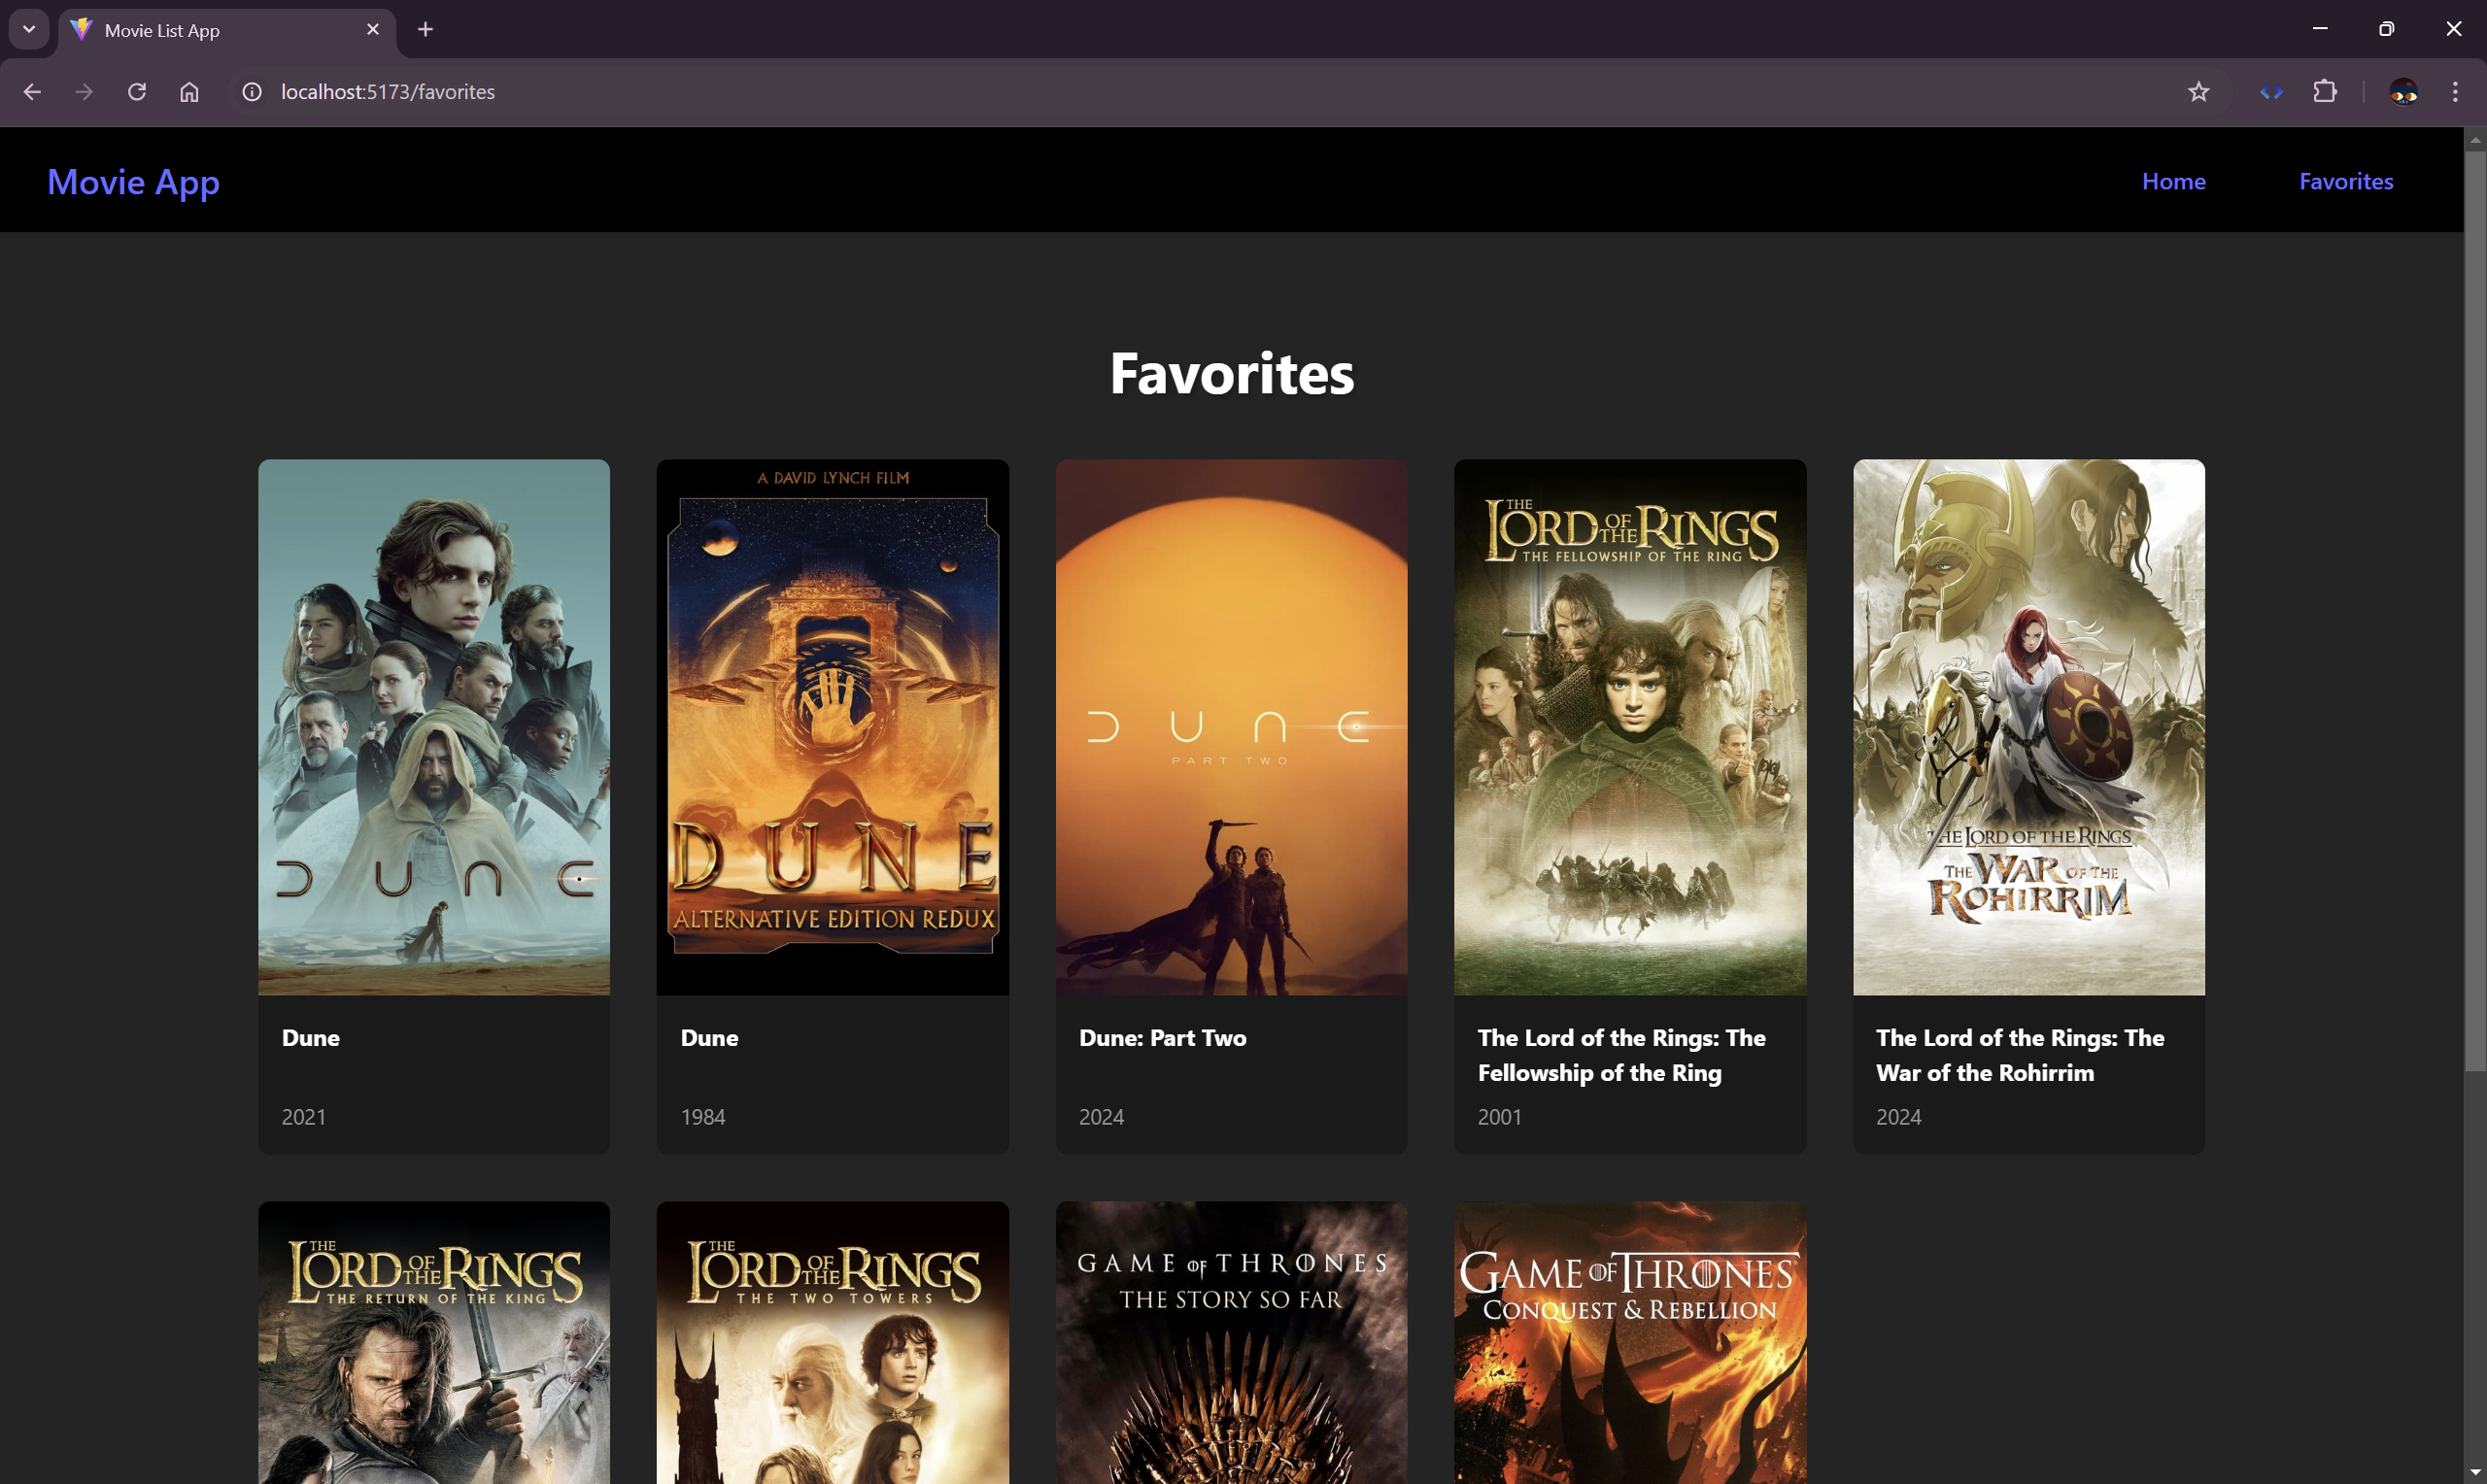 Movie List App
localhost:5173/favorites
Movie App
Home
Favorites
Favorites
DUNE
A DAVID LYNCH FILM
DUNE
ALTERNATIVE EDITION REDUX
DUNE
PART TWO
THE
LORD OF THE RINGS
THE FELLOWSHIP OF THE RING
THE LORD OF THE RINGS
THE WAR OF THE
ROHIRRIM
Dune
2021
Dune
1984
Dune: Part Two
2024
The Lord of the Rings: The
Fellowship of the Ring
2001
The Lord of the Rings: The
War of the Rohirrim
2024
THE
LORD OF THE RINGS
THE RETURN OF THE KING
THE
LORD OF THE RINGS
THE TWO TOWERS
GAME OF THRONES
THE STORY SO FAR
GAME OF THRONES
CONQUEST & REBELLION